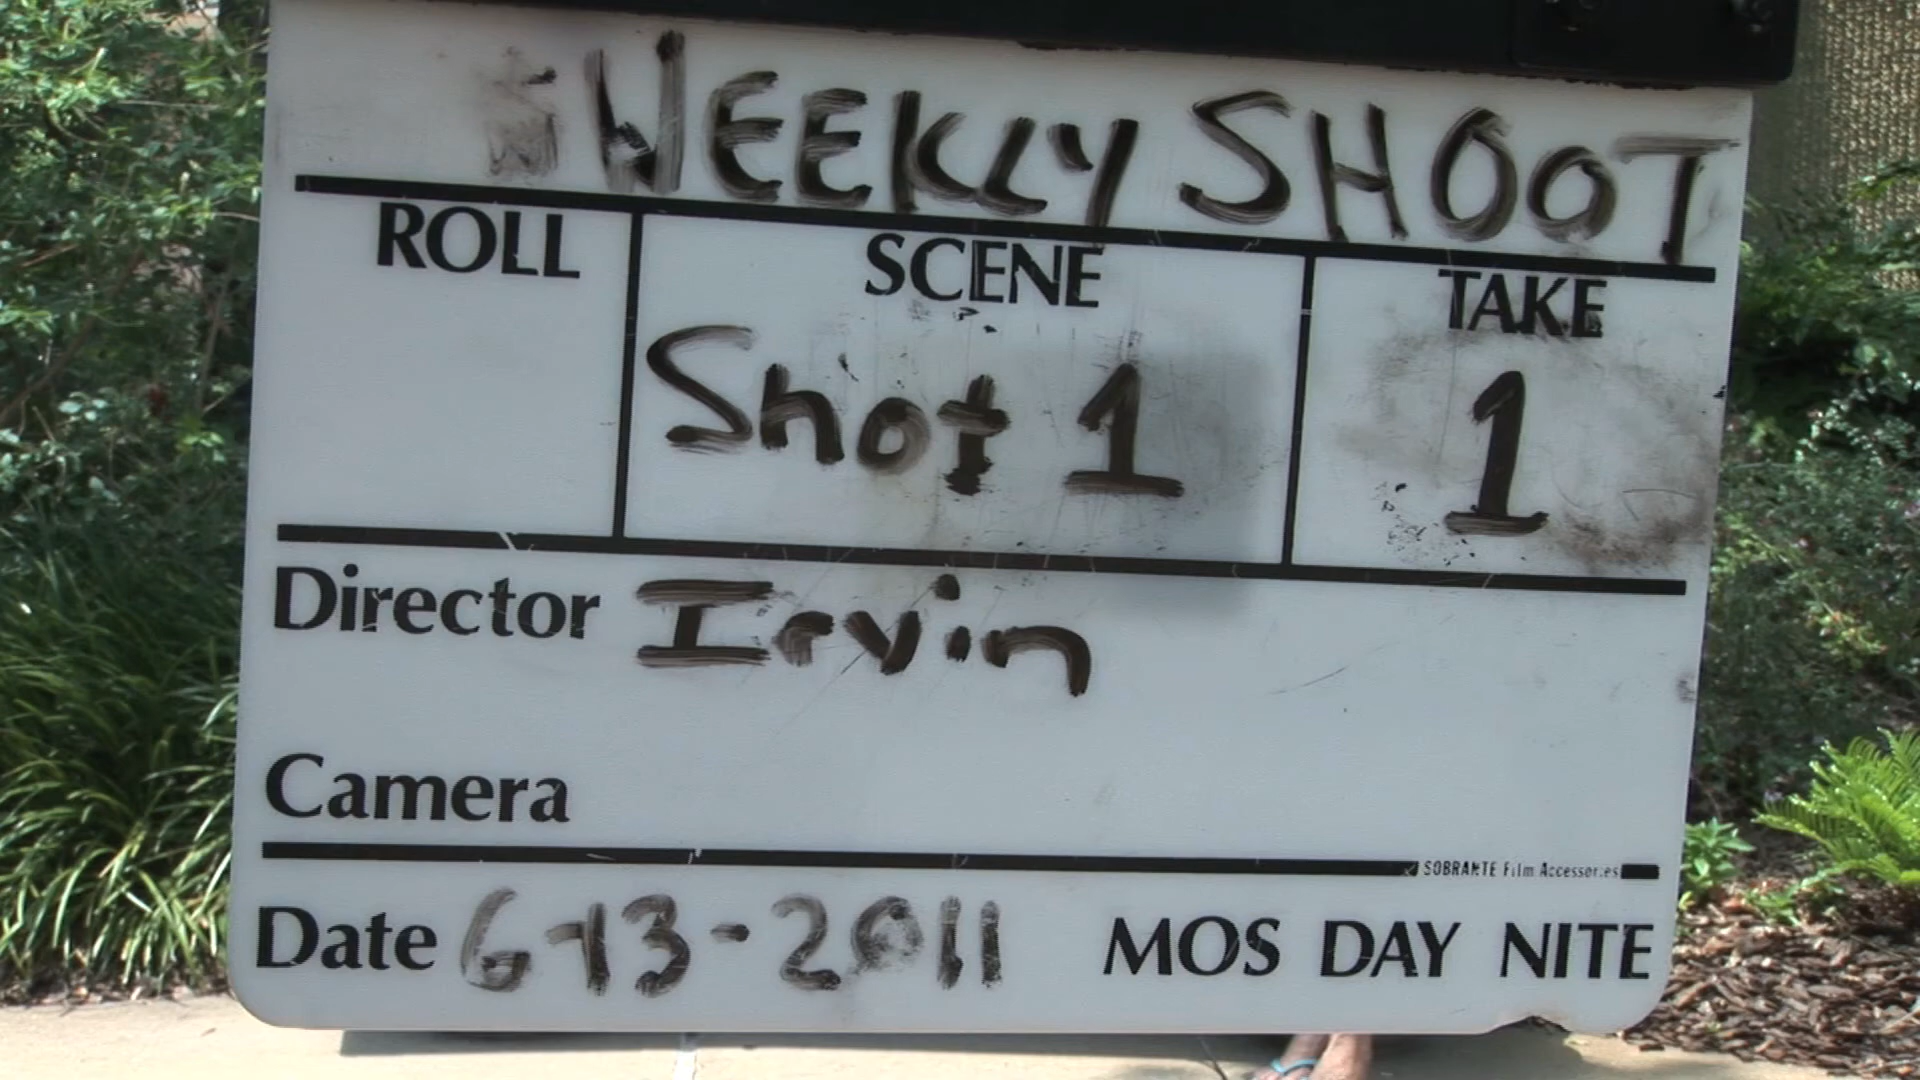 WEEKLY SHOOT
ROLL SCENE TAKE
Shot 1 1
Director Irvin
Camera
SOBRANTE Film Accessories
Date 6-13-2011 MOS DAY NITE